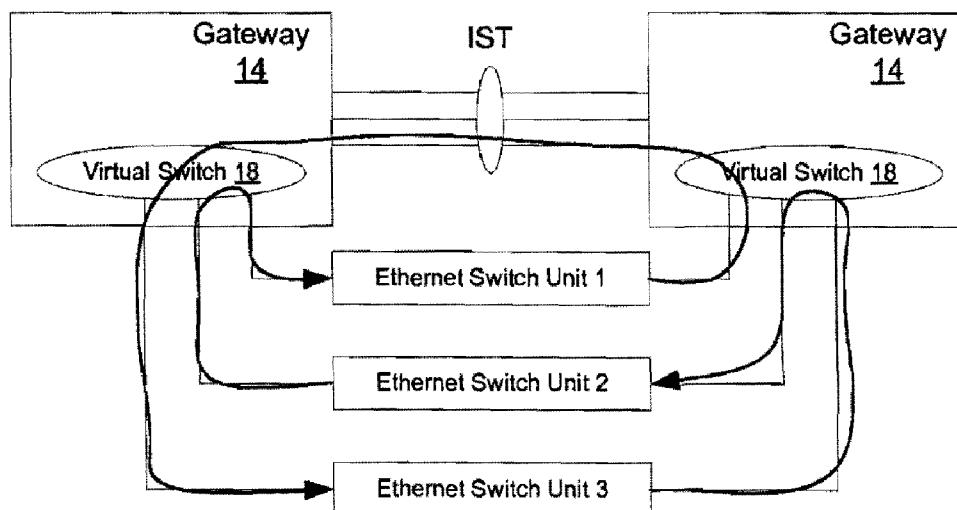 Gateway
14
IST
Gateway
14
Virtual Switch 18
Virtual Switch 18
Ethernet Switch Unit 1
Ethernet Switch Unit 2
Ethernet Switch Unit 3